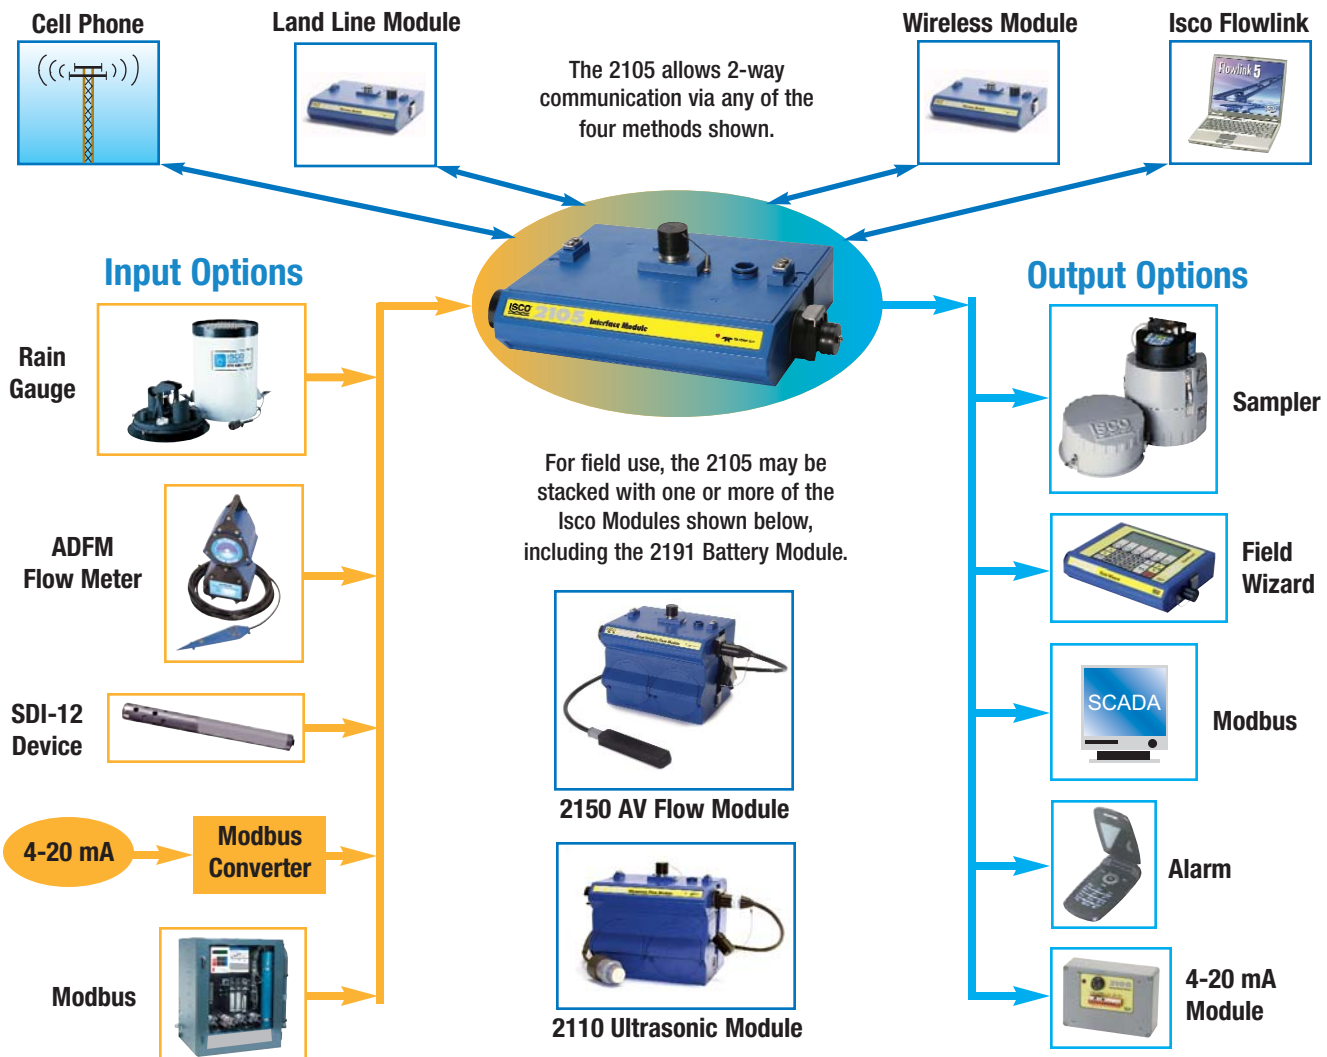 Cell Phone
Land Line Module
Wireless Module
Isco Flowlink
Flowlink 5
The 2105 allows 2-way
communication via any of the
four methods shown.
Input Options
Output Options
ISCO
2105
Interface Module
Rain
Gauge
ISCO
ADFM
Flow Meter
SDI-12
Device
4-20 mA
Modbus
Converter
Modbus
For field use, the 2105 may be
stacked with one or more of the
Isco Modules shown below,
including the 2191 Battery Module.
2150 AV Flow Module
2110 Ultrasonic Module
ISCO
Sampler
Field
Wizard
SCADA
Modbus
Alarm
4-20 mA
Module